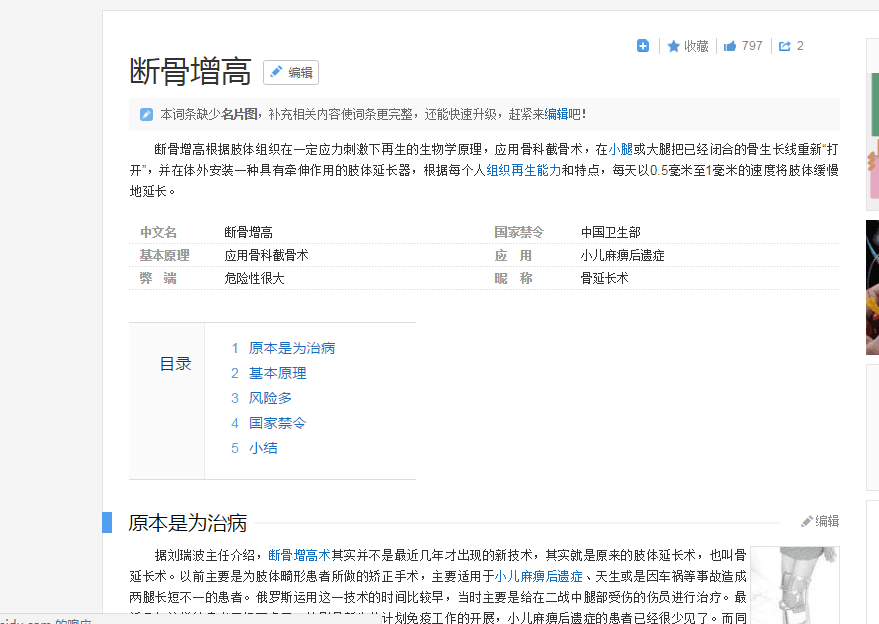 收藏 797 2
断骨增高 编辑
本词条缺少名片图，补充相关内容使词条更完整，还能快速升级，赶紧来编辑吧！
断骨增高根据肢体组织在一定应力刺激下再生的生物学原理，应用骨科截骨术，在小腿或大腿把已经闭合的骨生长线重新“打
开”，并在体外安装一种具有牵伸作用的肢体延长器，根据每个人组织再生能力和特点，每天以0.5毫米至1毫米的速度将肢体缓慢
地延长。
中文名 断骨增高 国家禁令 中国卫生部
基本原理 应用骨科截骨术 应 用 小儿麻痹后遗症
弊 端 危险性很大 昵 称 骨延长术
目录
1 原本是为治病
2 基本原理
3 风险多
4 国家禁令
5 小结
原本是为治病 编辑
据刘瑞波主任介绍，断骨增高术其实并不是最近几年才出现的新技术，其实就是原来的肢体延长术，也叫骨
延长术。以前主要是为肢体畸形患者所做的矫正手术，主要适用于小儿麻痹后遗症、天生或是因车祸等事故造成
两腿长短不一的患者。俄罗斯运用这一技术的时间比较早，当时主要是给在二战中腿部受伤的伤员进行治疗。最
计划免疫工作的开展，小儿麻痹后遗症的患者已经很少见了。而同